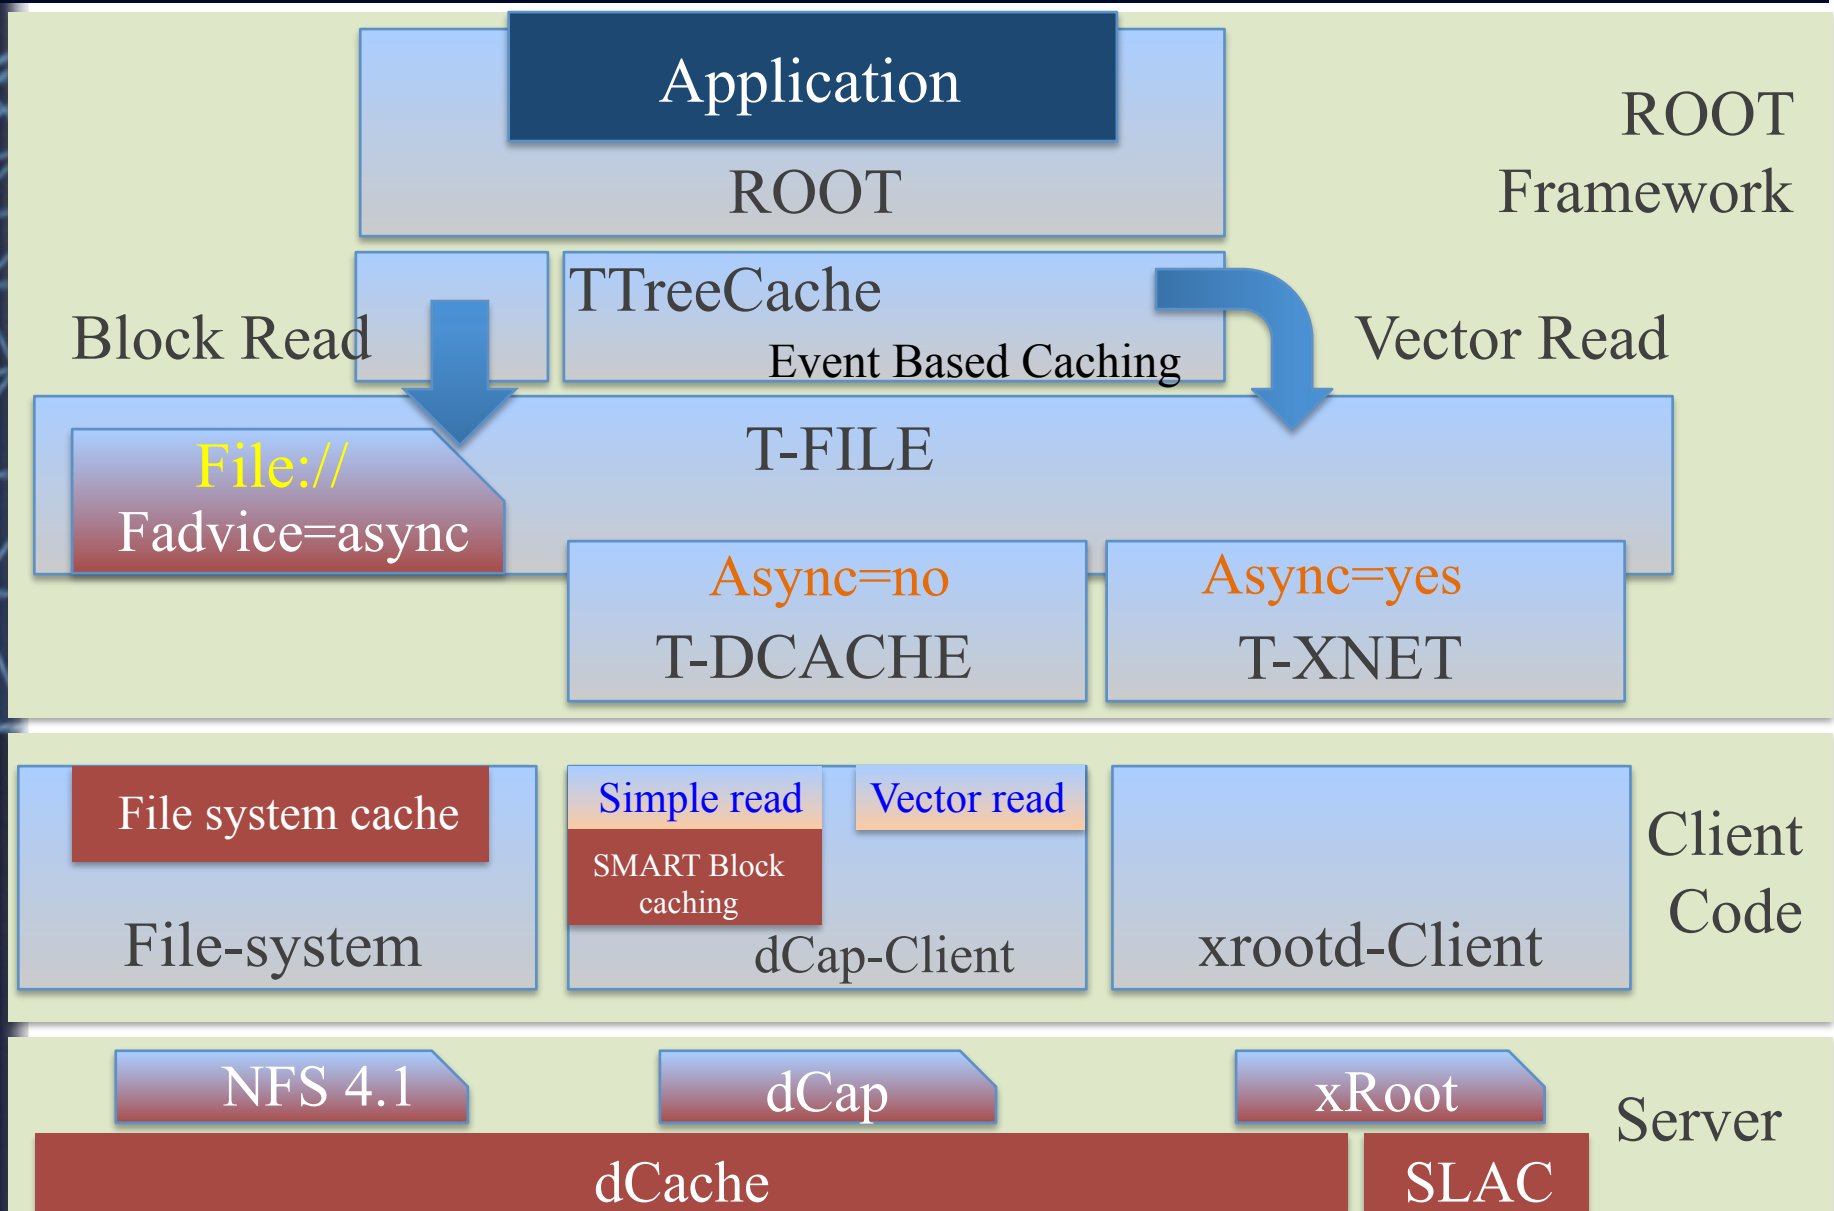 Application
ROOT
ROOT
Framework
TTreeCache
Block Read
Event Based Caching
Vector Read
T-FILE
File://
Fadvice=async
Async=no
T-DCACHE
Async=yes
T-XNET
File system cache
File-system
Simple read
Vector read
SMART Block
caching
dCap-Client
xrootd-Client
Client
Code
NFS 4.1
dCap
xRoot
Server
dCache
SLAC